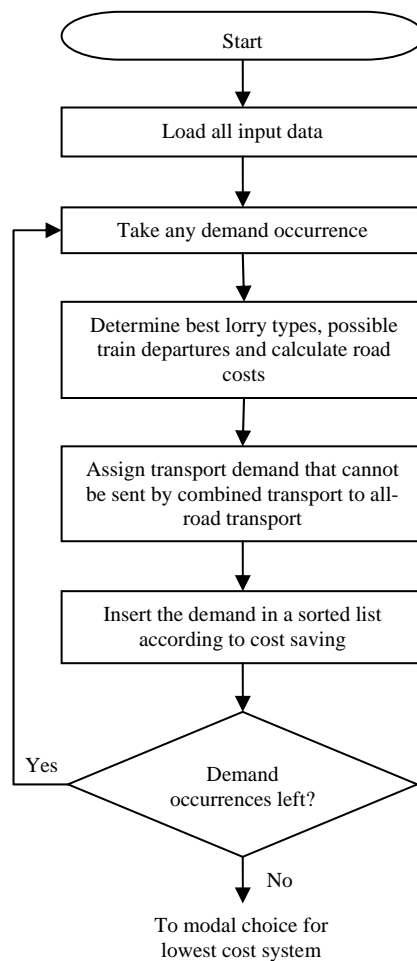 Start
Load all input data
Take any demand occurrence
Determine best lorry types, possible
train departures and calculate road
costs
Assign transport demand that cannot
be sent by combined transport to all-
road transport
Insert the demand in a sorted list
according to cost saving
Yes
Demand
occurrences left?
No
To modal choice for
lowest cost system